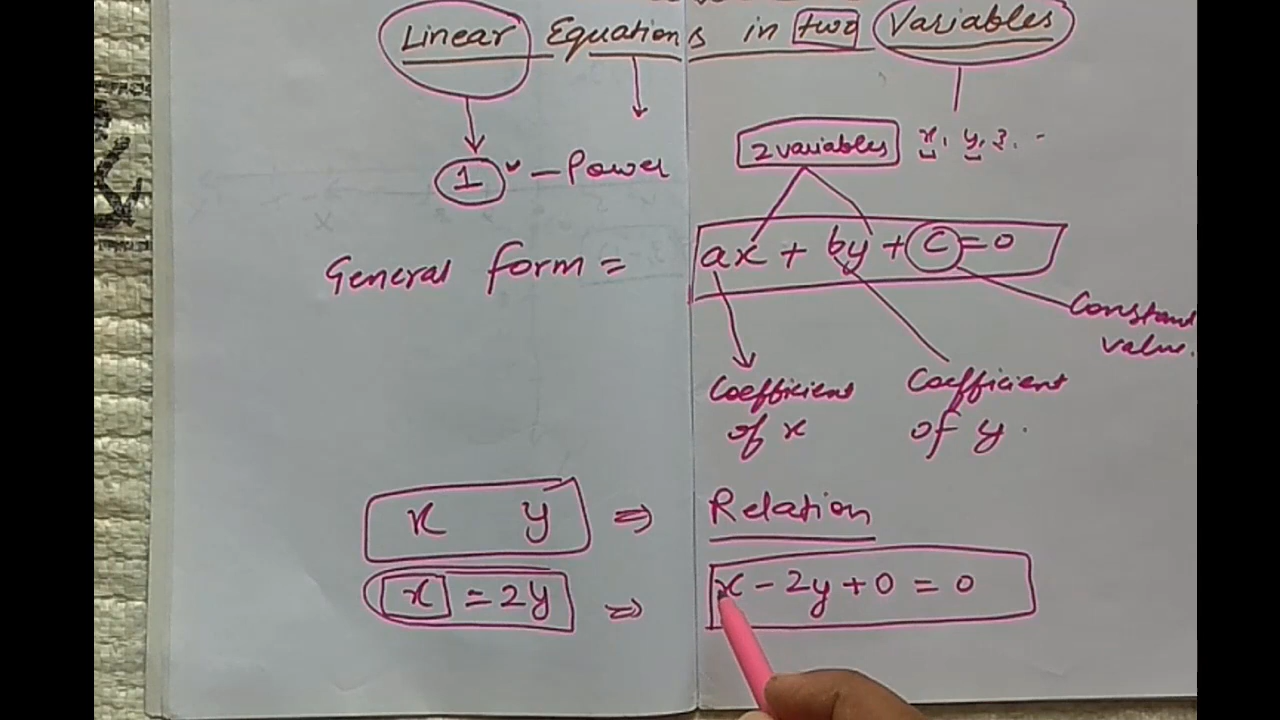 Linear Equations in two Variables
2 variables x, y, z, -
1 - Power
General form = ax + by + c = 0
Constant
value.
Coefficient Coefficient
of x of y.
x y ⇒ Relation
x = 2y ⇒ x - 2y + 0 = 0